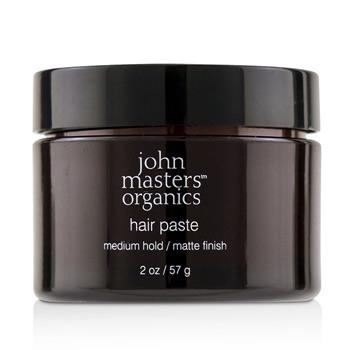 john
masters™
organics
hair paste
medium hold / matte finish
2 oz / 57 g